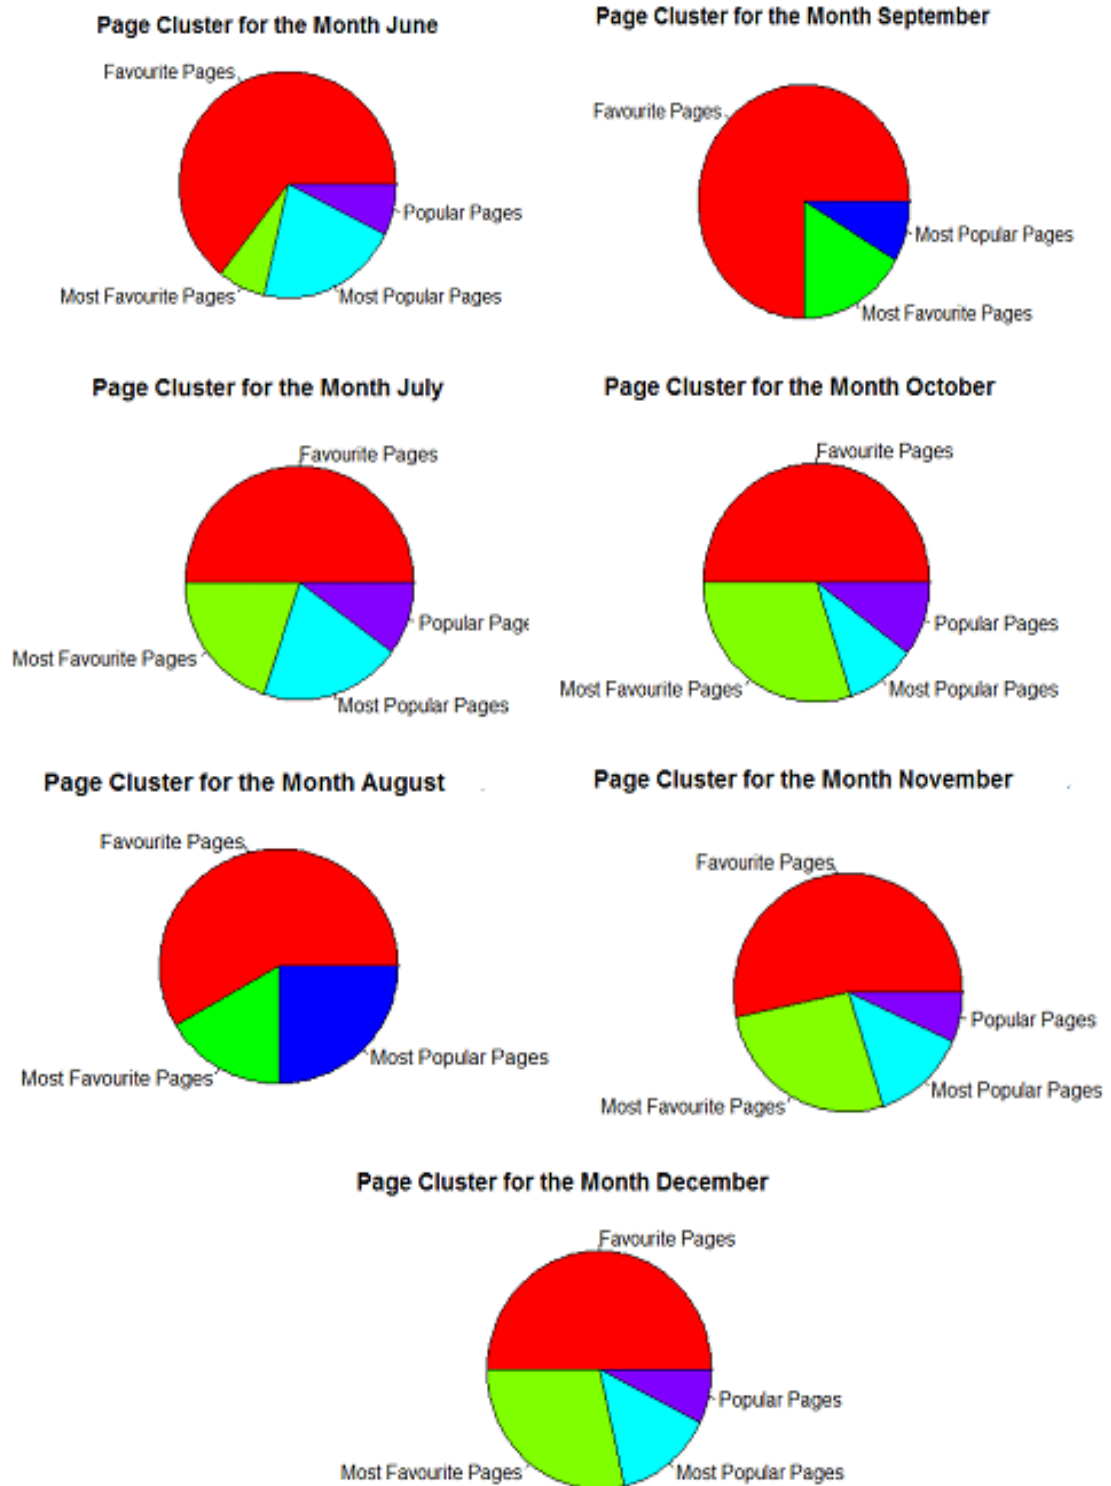 Page Cluster for the Month June
Favourite Pages
Popular Pages
Most Favourite Pages
Most Popular Pages
Page Cluster for the Month September
Favourite Pages
Most Popular Pages
Most Favourite Pages
Page Cluster for the Month July
Favourite Pages
Popular Page
Most Favourite Pages
Most Popular Pages
Page Cluster for the Month October
Favourite Pages
Popular Pages
Most Favourite Pages
Most Popular Pages
Page Cluster for the Month August
Favourite Pages
Most Popular Pages
Most Favourite Pages
Page Cluster for the Month November
Favourite Pages
Popular Pages
Most Popular Pages
Most Favourite Pages
Page Cluster for the Month December
Favourite Pages
Popular Pages
Most Favourite Pages
Most Popular Pages